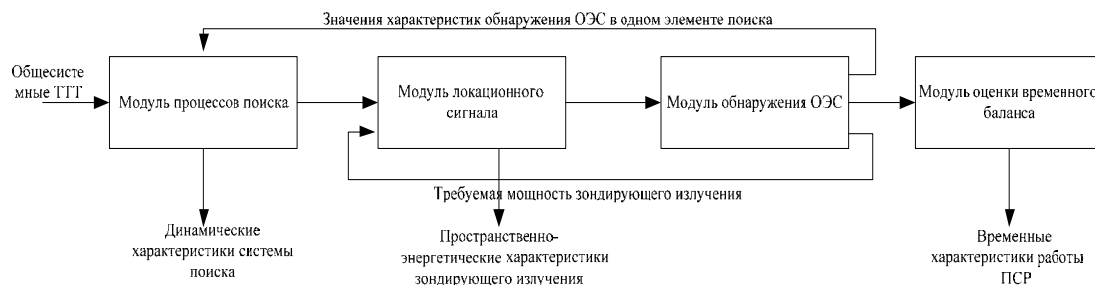 Значения характеристик обнаружения ОЭС в одном элементе поиска
Общесисте
мные ТТТ
Модуль процессов поиска
Модуль локационного
сигнала
Модуль обнаружения ОЭС
Модуль оценки временного
баланса
Требуемая мощность зондирующего излучения
Динамические
характеристики системы
поиска
Пространственно-
энергетические характеристики
зондирующего излучения
Временные
характеристики работы
ПСР